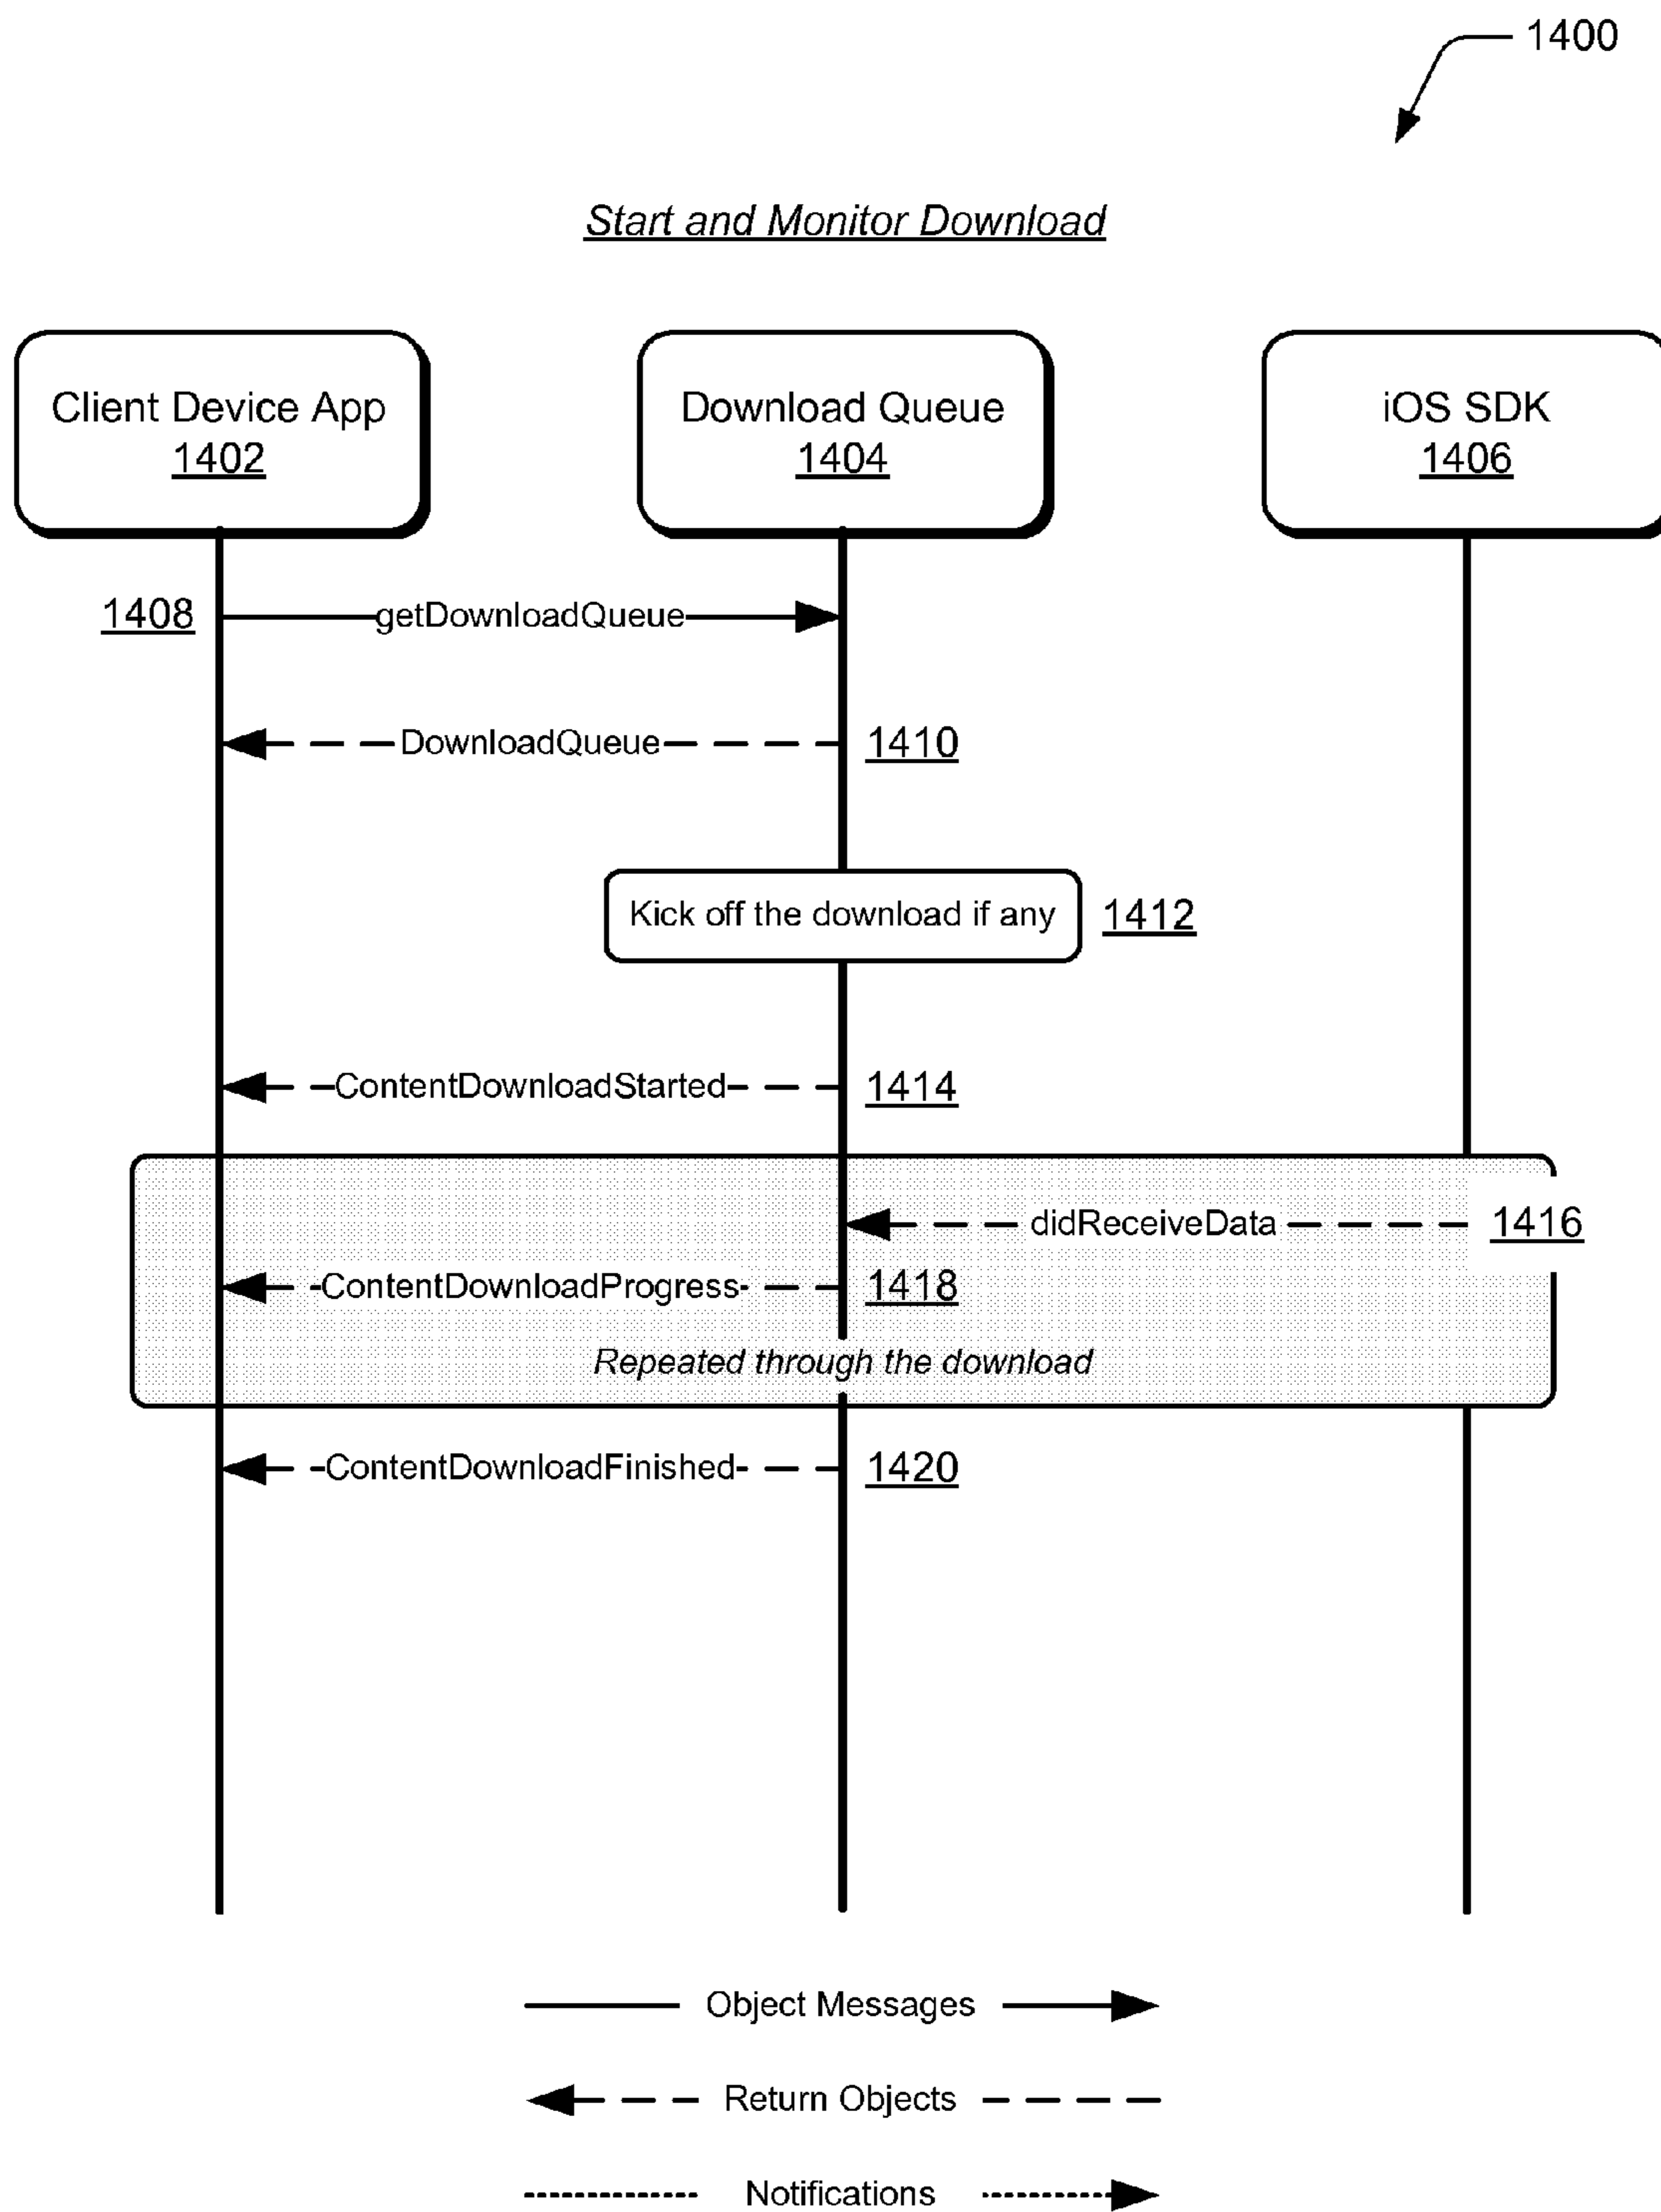 1400
Start and Monitor Download
Client Device App
1402
Download Queue
1404
iOS SDK
1406
1408
getDownloadQueue
DownloadQueue
1410
Kick off the download if any
1412
ContentDownloadStarted
1414
didReceiveData
1416
ContentDownloadProgress
1418
Repeated through the download
ContentDownloadFinished
1420
Object Messages
Return Objects
Notifications